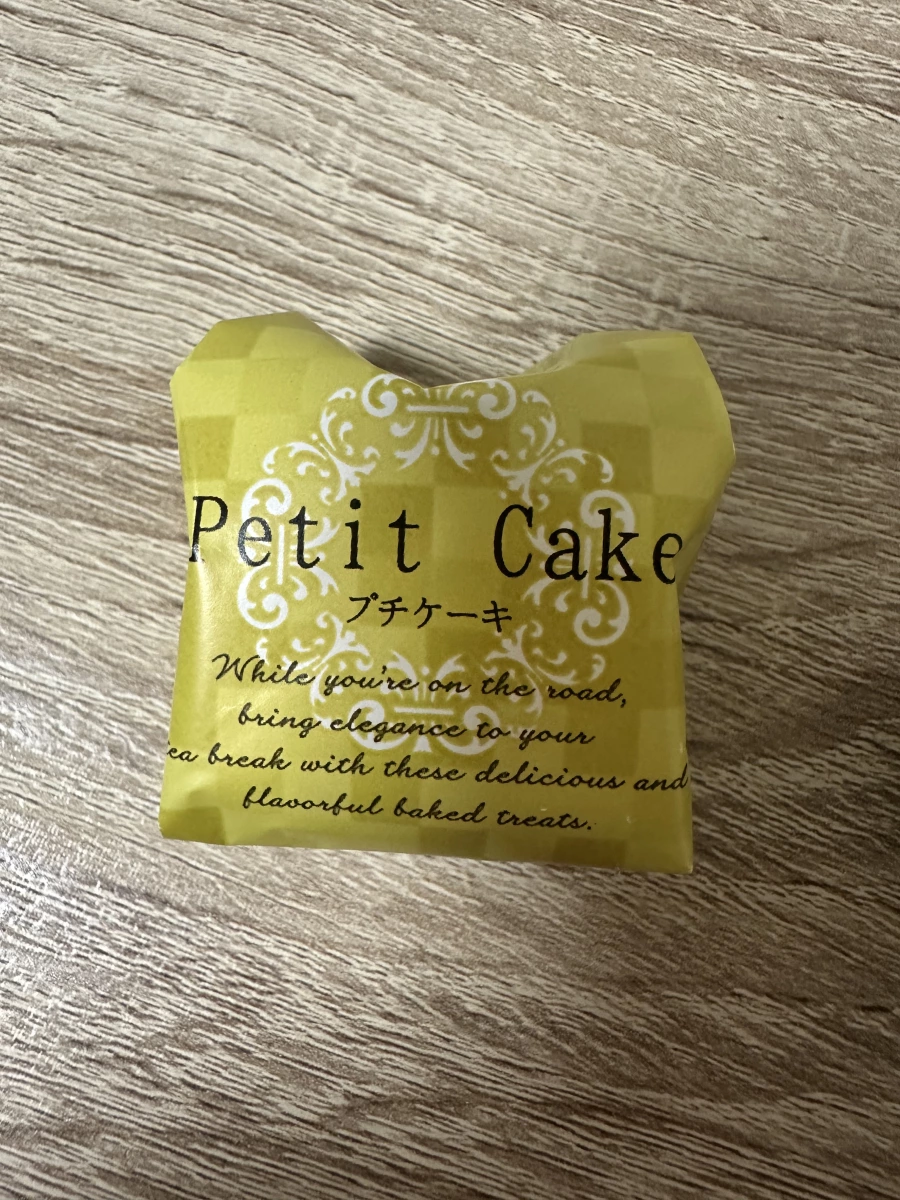 Petit Cake
プチケーキ
While you're on the road,
bring elegance to your
break with these delicious and
flavorful baked treats.